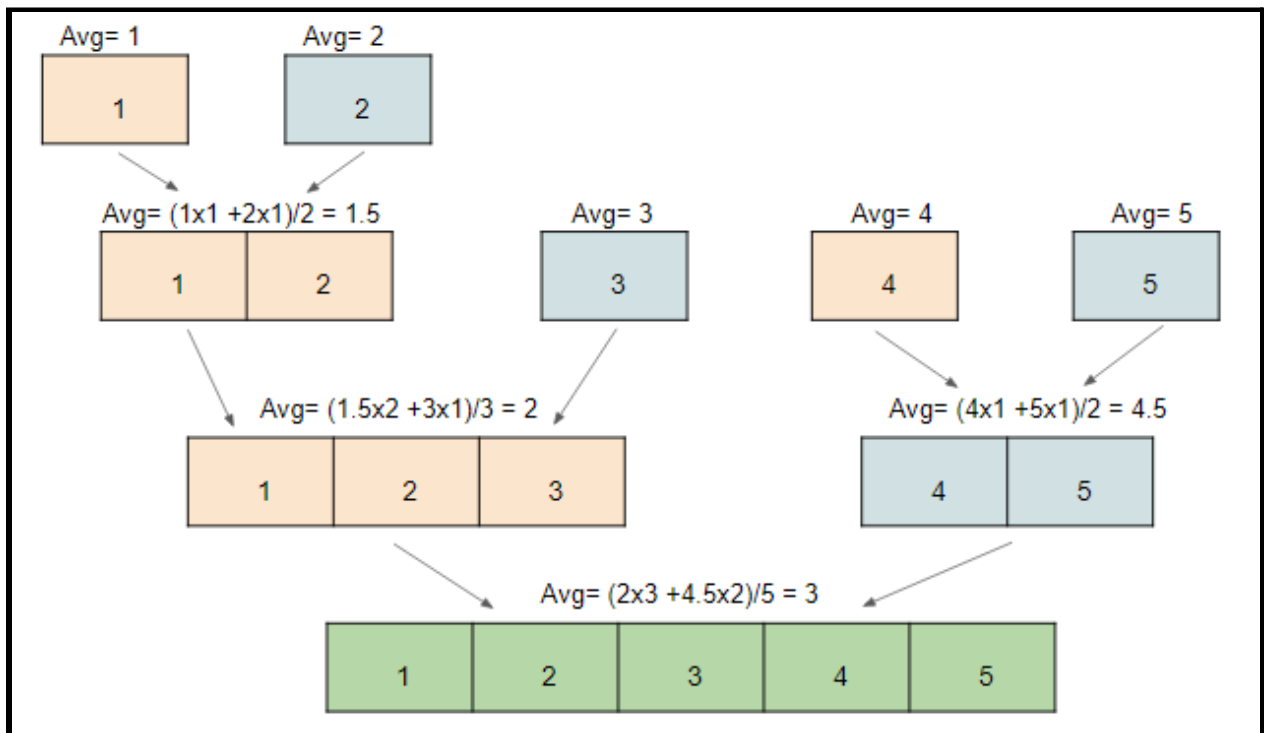 Avg= 1
Avg= 2
1
2
Avg= (1x1 +2x1)/2 = 1.5
Avg= 3
Avg= 4
Avg= 5
1
2
3
4
5
Avg= (1.5x2 +3x1)/3 = 2
Avg= (4x1 +5x1)/2 = 4.5
1
2
3
4
5
Avg= (2x3 +4.5x2)/5 = 3
1
2
3
4
5